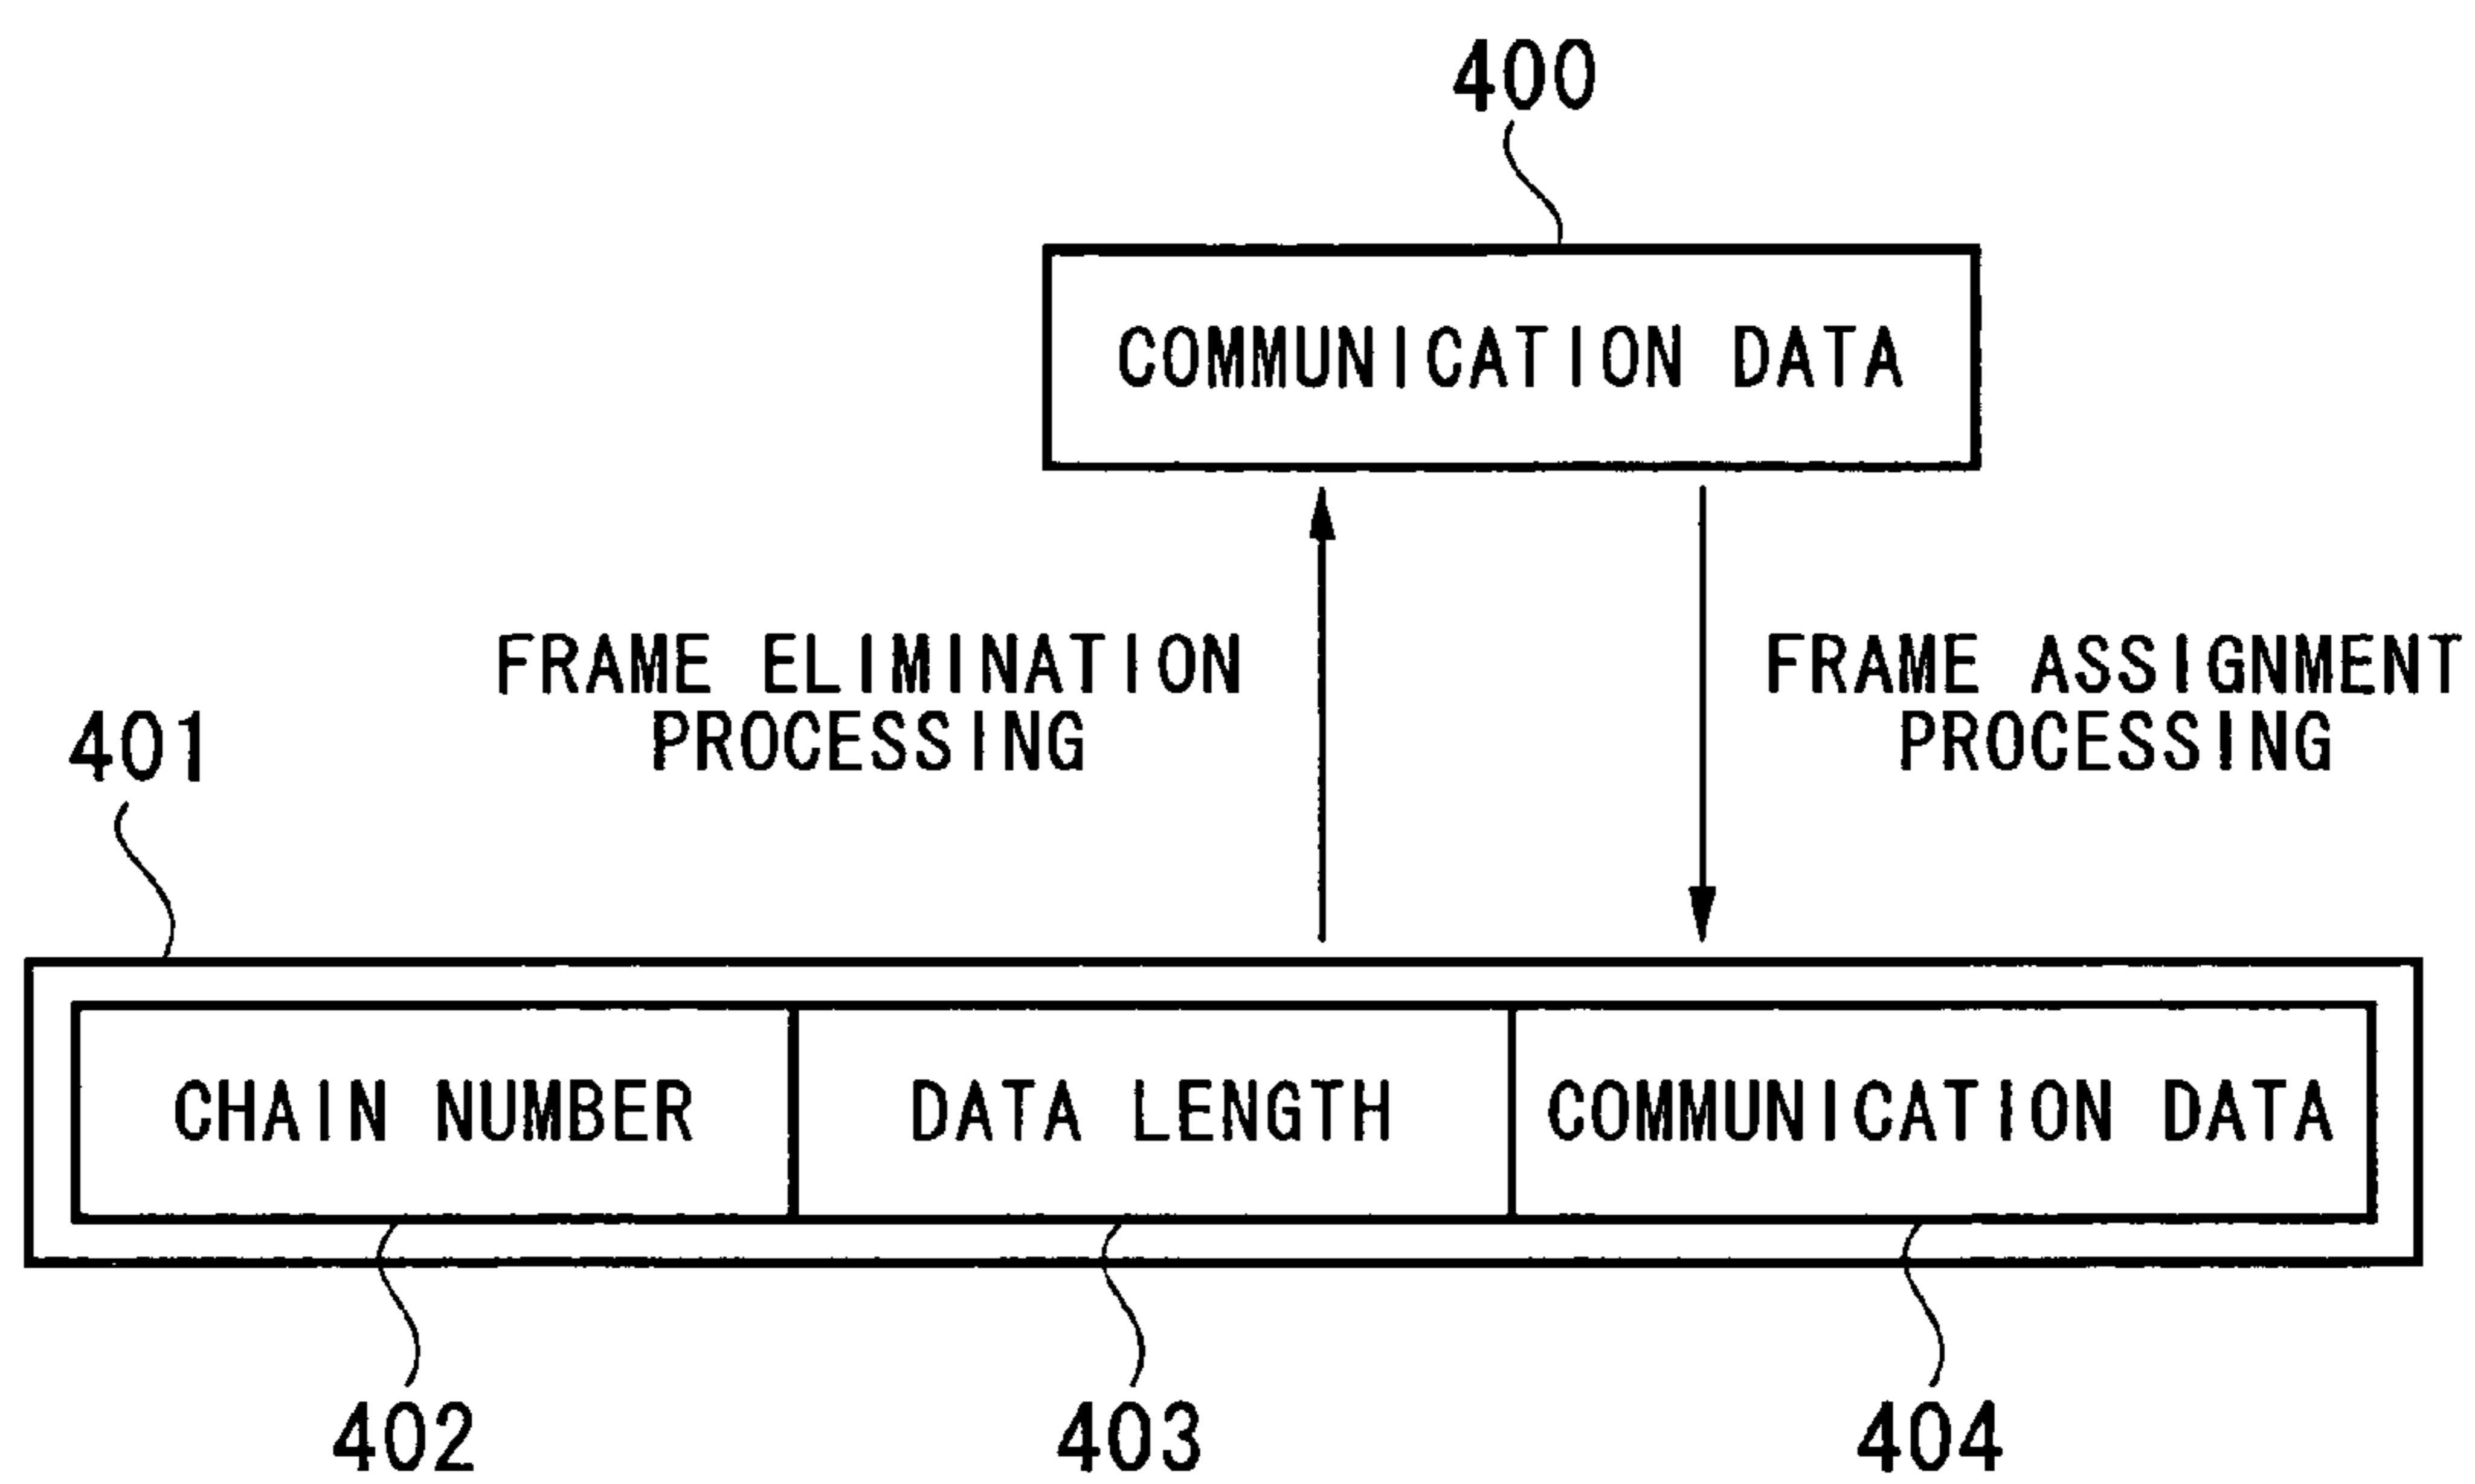 400
COMMUNICATION DATA
FRAME ELIMINATION
PROCESSING
FRAME ASSIGNMENT
PROCESSING
401
CHAIN NUMBER
DATA LENGTH
COMMUNICATION DATA
402
403
404